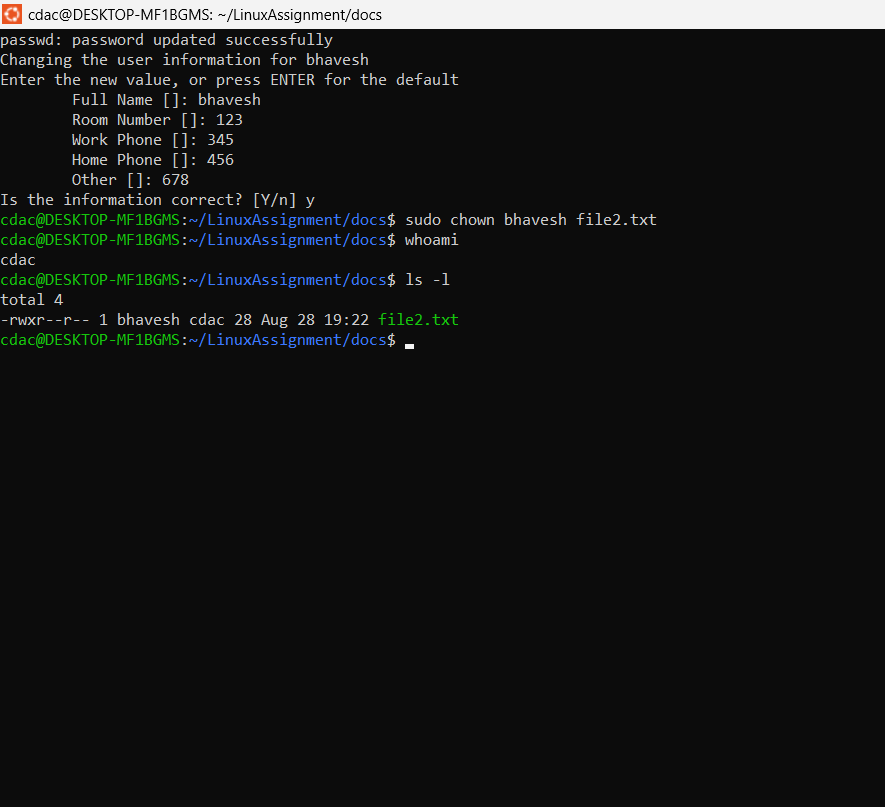 cdac@DESKTOP-MF1BGMS: ~/LinuxAssignment/docs
passwd: password updated successfully
Changing the user information for bhavesh
Enter the new value, or press ENTER for the default
        Full Name []: bhavesh
        Room Number []: 123
        Work Phone []: 345
        Home Phone []: 456
        Other []: 678
Is the information correct? [Y/n] y
cdac@DESKTOP-MF1BGMS:~/LinuxAssignment/docs$ sudo chown bhavesh file2.txt
cdac@DESKTOP-MF1BGMS:~/LinuxAssignment/docs$ whoami
cdac
cdac@DESKTOP-MF1BGMS:~/LinuxAssignment/docs$ ls -l
total 4
-rwxr--r-- 1 bhavesh cdac 28 Aug 28 19:22 file2.txt
cdac@DESKTOP-MF1BGMS:~/LinuxAssignment/docs$